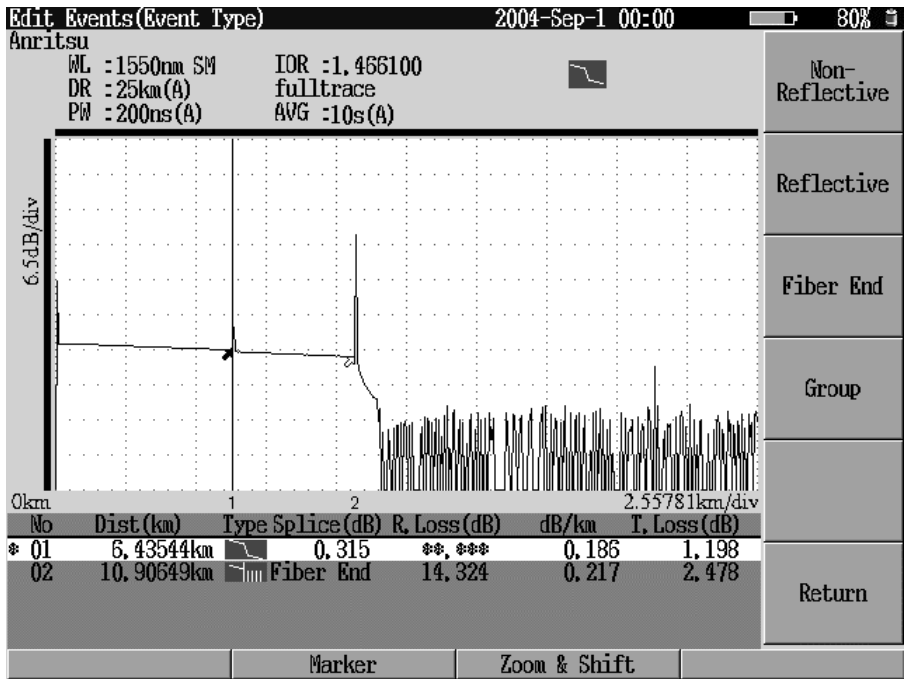 Edit Events(Event Type) 2004-Sep-1 00:00 80%
Anritsu
WL :1550nm SM IOR :1.466100
DR :25km(A) fulltrace
PW :200ns(A) AVG :10s(A)
Non-
Reflective
Reflective
Fiber End
Group
Return
6.5dB/div
0km 1 2 2.55781km/div
No Dist(km) Type Splice(dB) R.Loss(dB) dB/km T.Loss(dB)
* 01 6.43544km 0.315 **.*** 0.186 1.198
02 10.90649km Fiber End 14.324 0.217 2.478
Marker Zoom & Shift